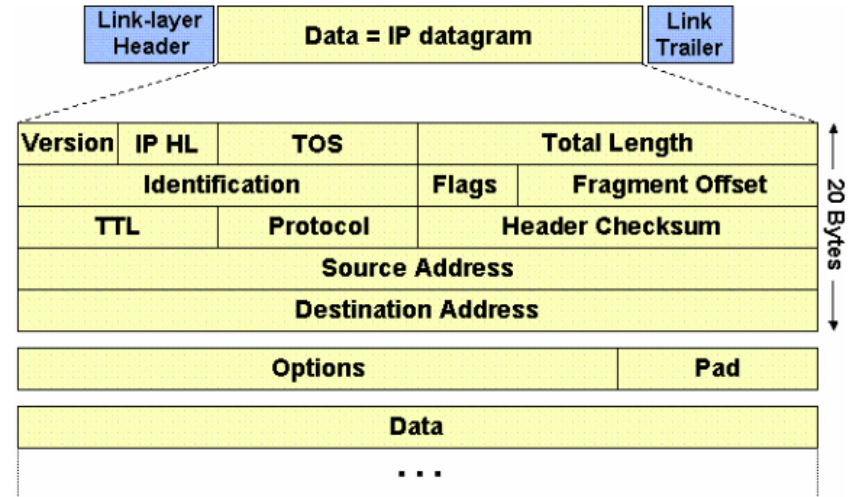 Link-layer Header
Data = IP datagram
Link Trailer
Version IP HL TOS Total Length
Identification Flags Fragment Offset
TTL Protocol Header Checksum
Source Address
Destination Address
20 Bytes
Options Pad
Data
...